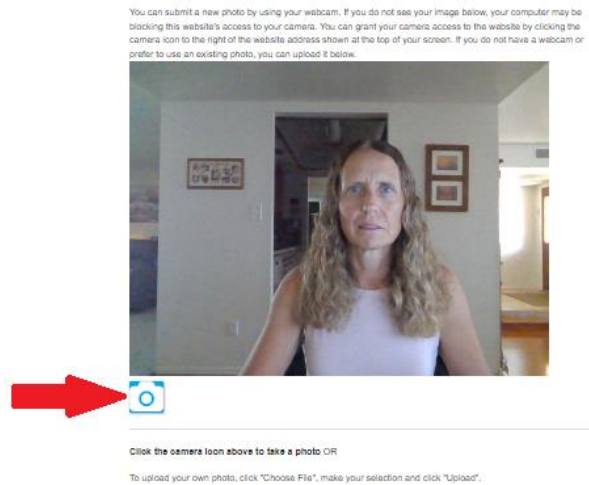 You can submit a new photo by using your webcam. If you do not see your image below, your computer may be
blocking this website's access to your camera. You can grant your camera access to the website by clicking the
camera icon to the right of the website address shown at the top of your screen. If you do not have a webcam or
prefer to use an existing photo, you can upload it below.
Click the camera icon above to take a photo OR
To upload your own photo, click "Choose File", make your selection and click "Upload".